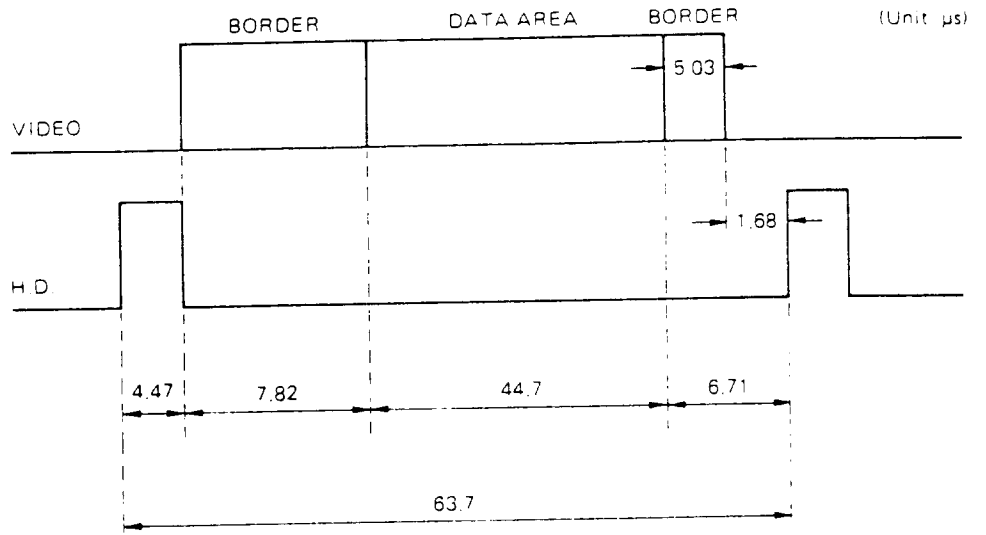 BORDER DATA AREA BORDER (Unit µs)
5.03
VIDEO
1.68
H.D.
4.47 7.82 44.7 6.71
63.7